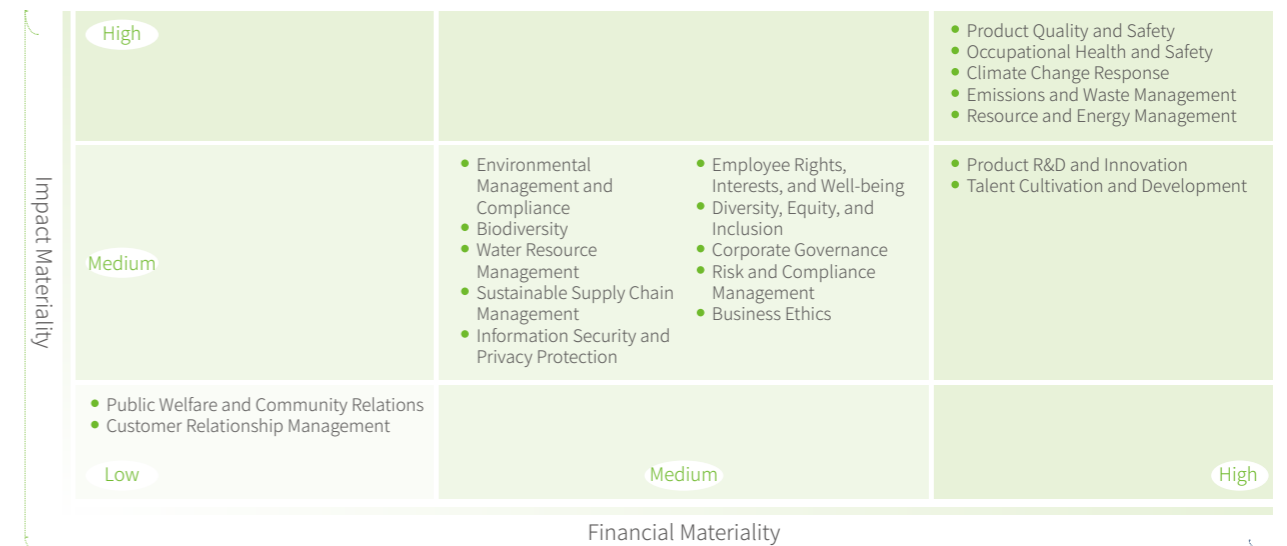 High
• Product Quality and Safety
• Occupational Health and Safety
• Climate Change Response
• Emissions and Waste Management
• Resource and Energy Management
Impact Materiality
Medium
• Environmental
Management and
Compliance
• Biodiversity
• Water Resource
Management
• Sustainable Supply Chain
Management
• Information Security and
Privacy Protection
• Employee Rights,
Interests, and Well-being
• Diversity, Equity, and
Inclusion
• Corporate Governance
• Risk and Compliance
Management
• Business Ethics
• Product R&D and Innovation
• Talent Cultivation and Development
• Public Welfare and Community Relations
• Customer Relationship Management
Low
Medium
High
Financial Materiality